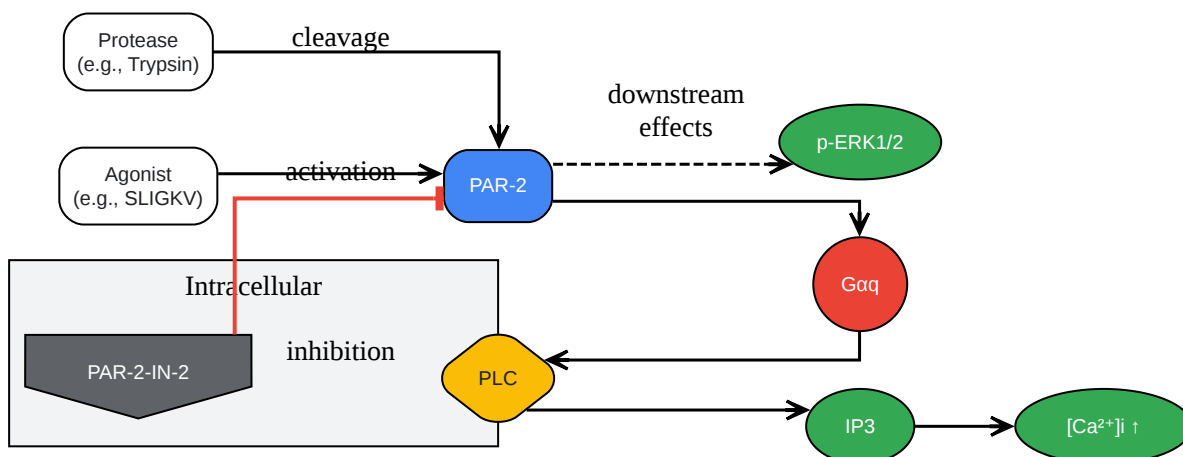 Protease
(e.g., Trypsin)
cleavage
downstream
effects
p-ERK1/2
Agonist
(e.g., SLIGKV)
activation
PAR-2
Intracellular
Gαq
inhibition
PAR-2-IN-2
PLC
IP3
[Ca²⁺]i ↑